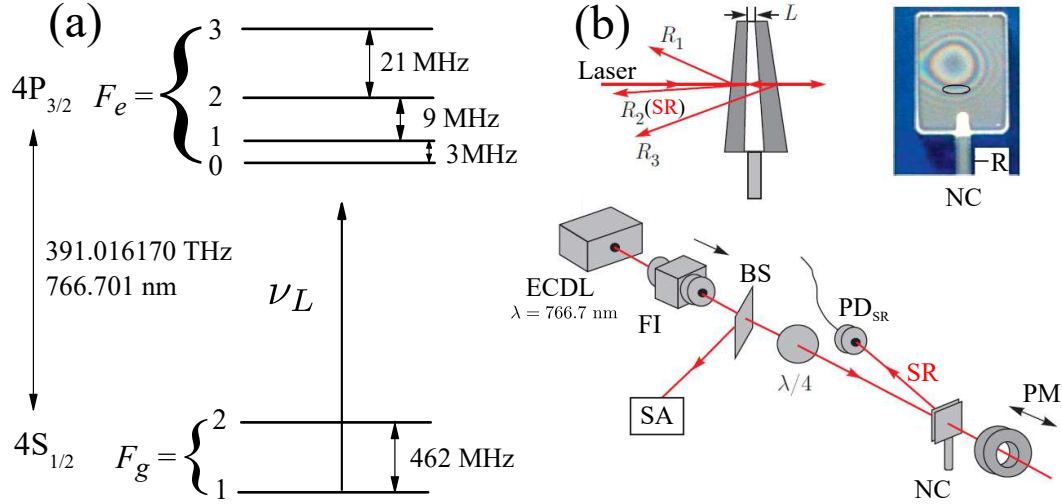 (a)
3
21 MHz
4P3/2 Fe = { 2
9 MHz
1
3MHz
0
391.016170 THz
766.701 nm
νL
2
4S1/2 Fg = {
462 MHz
1
(b)
L
R1
Laser
R2(SR)
R3
R
NC
ECDL
λ = 766.7 nm
FI
BS
PDSR
λ/4
SR
SA
PM
NC